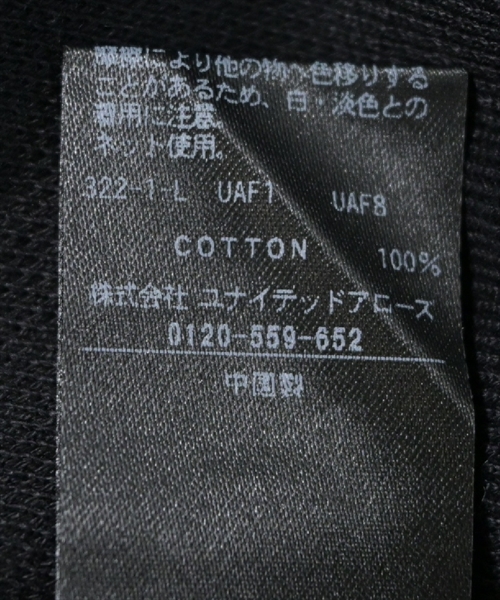 摩擦により他の物へ色移りする
ことがあるため、白・淡色との
着用に注意
ネット使用。
322-1-L UAF1 UAF8
COTTON 100%
株式会社 ユナイテッドアローズ
0120-559-652
中國製